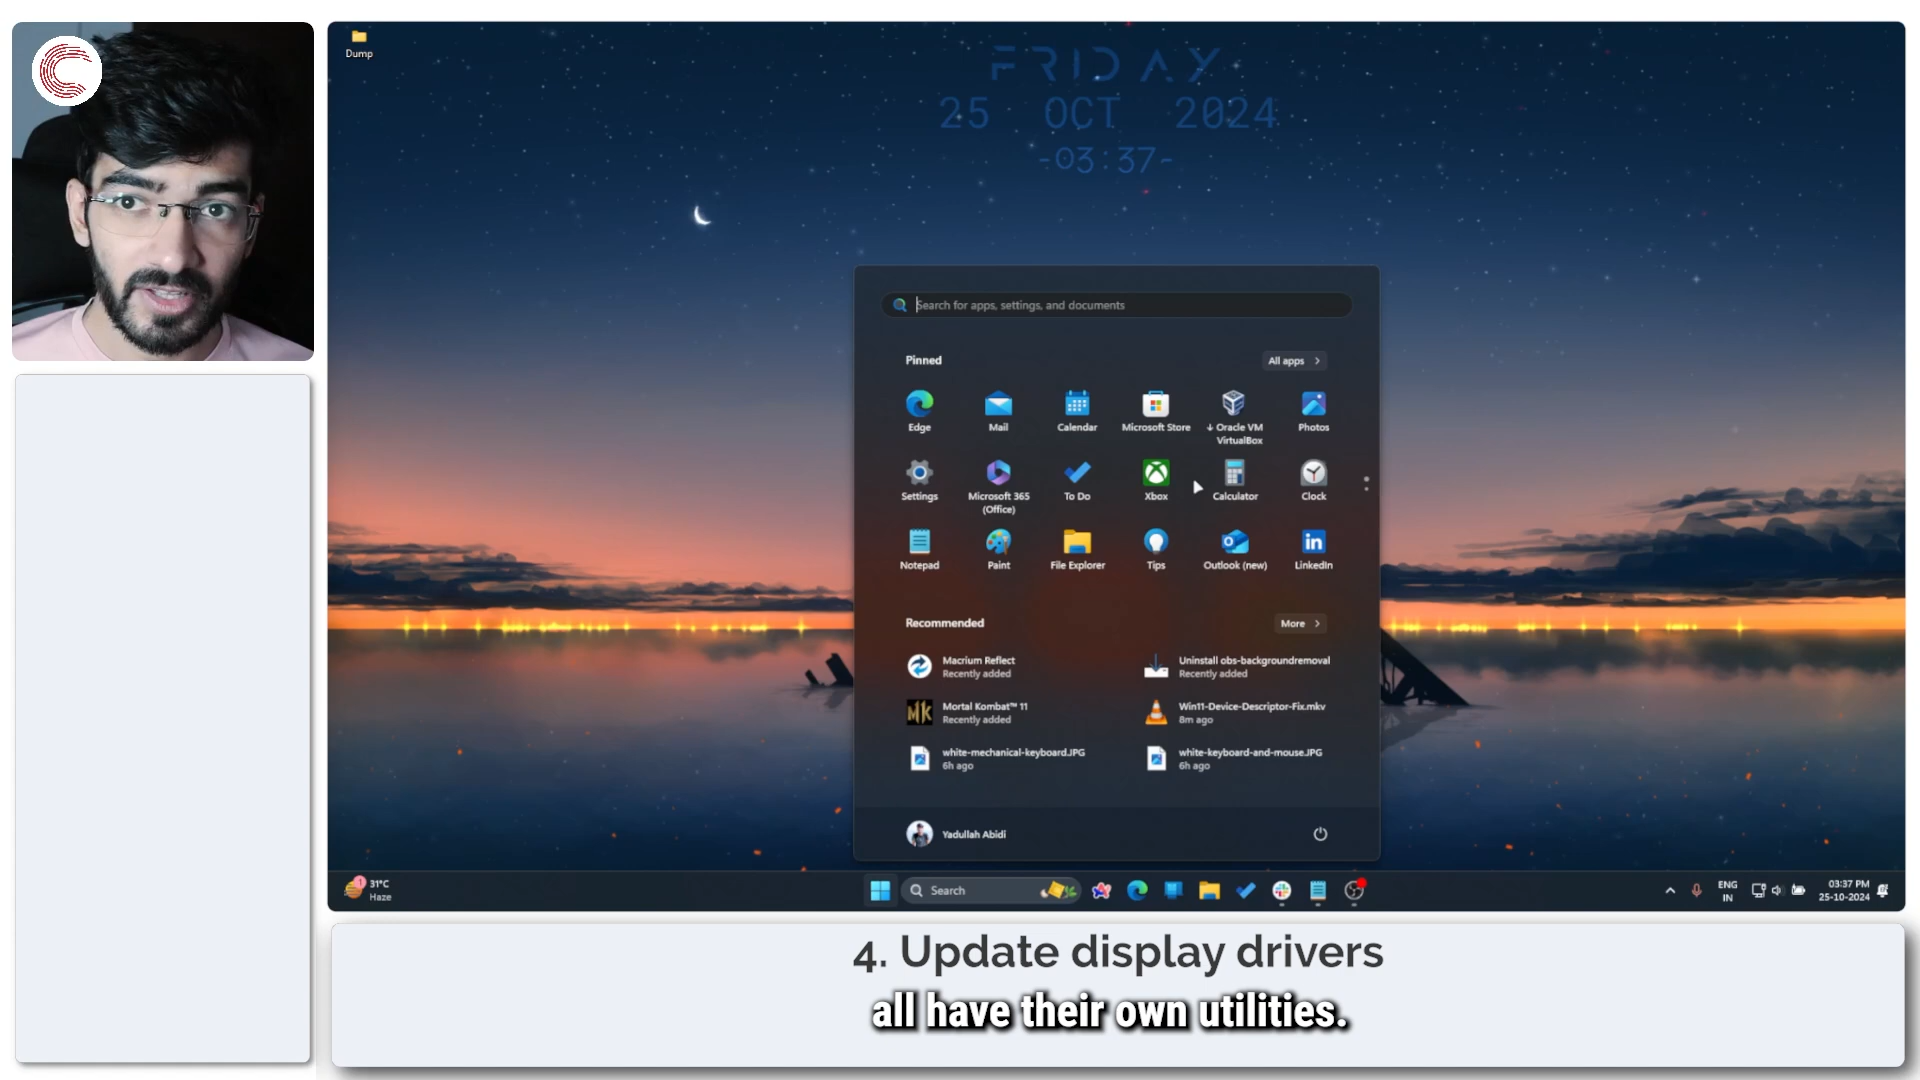 Dump
FRIDAY
25 OCT 2024
-03:37-
Search for apps, settings, and documents
Pinned
All apps
Edge
Mail
Calendar
Microsoft Store
↓ Oracle VM
VirtualBox
Photos
Settings
Microsoft 365
(Office)
To Do
Xbox
Calculator
Clock
Notepad
Paint
File Explorer
Tips
Outlook (new)
LinkedIn
Recommended
More
Macrium Reflect
Recently added
Uninstall obs-backgroundremoval
Recently added
Mortal Kombat™ 11
Recently added
Win11-Device-Descriptor-Fix.mkv
8m ago
white-mechanical-keyboard.JPG
6h ago
white-keyboard-and-mouse.JPG
6h ago
Yadullah Abidi
1
31°C
Haze
Search
ENG
IN
03:37 PM
25-10-2024
4. Update display drivers
all have their own utilities.